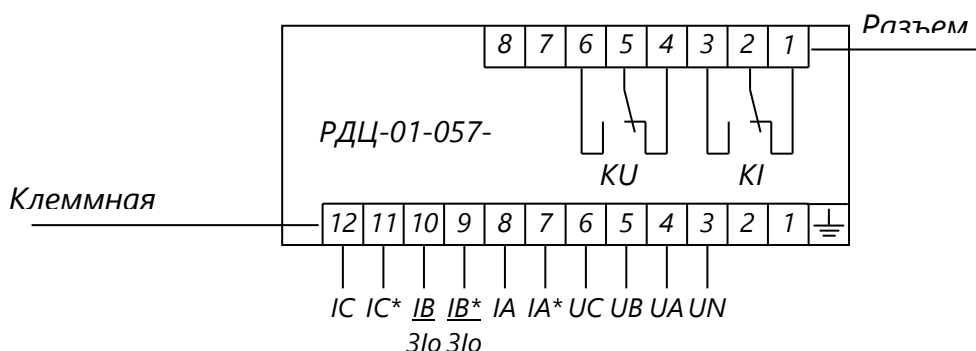 Разъем
8 7 6 5 4 3 2 1
РДЦ-01-057-
KU KI
Клеммная
12 11 10 9 8 7 6 5 4 3 2 1
IC IC* IB IB* IA IA* UC UB UA UN
3Io 3Io